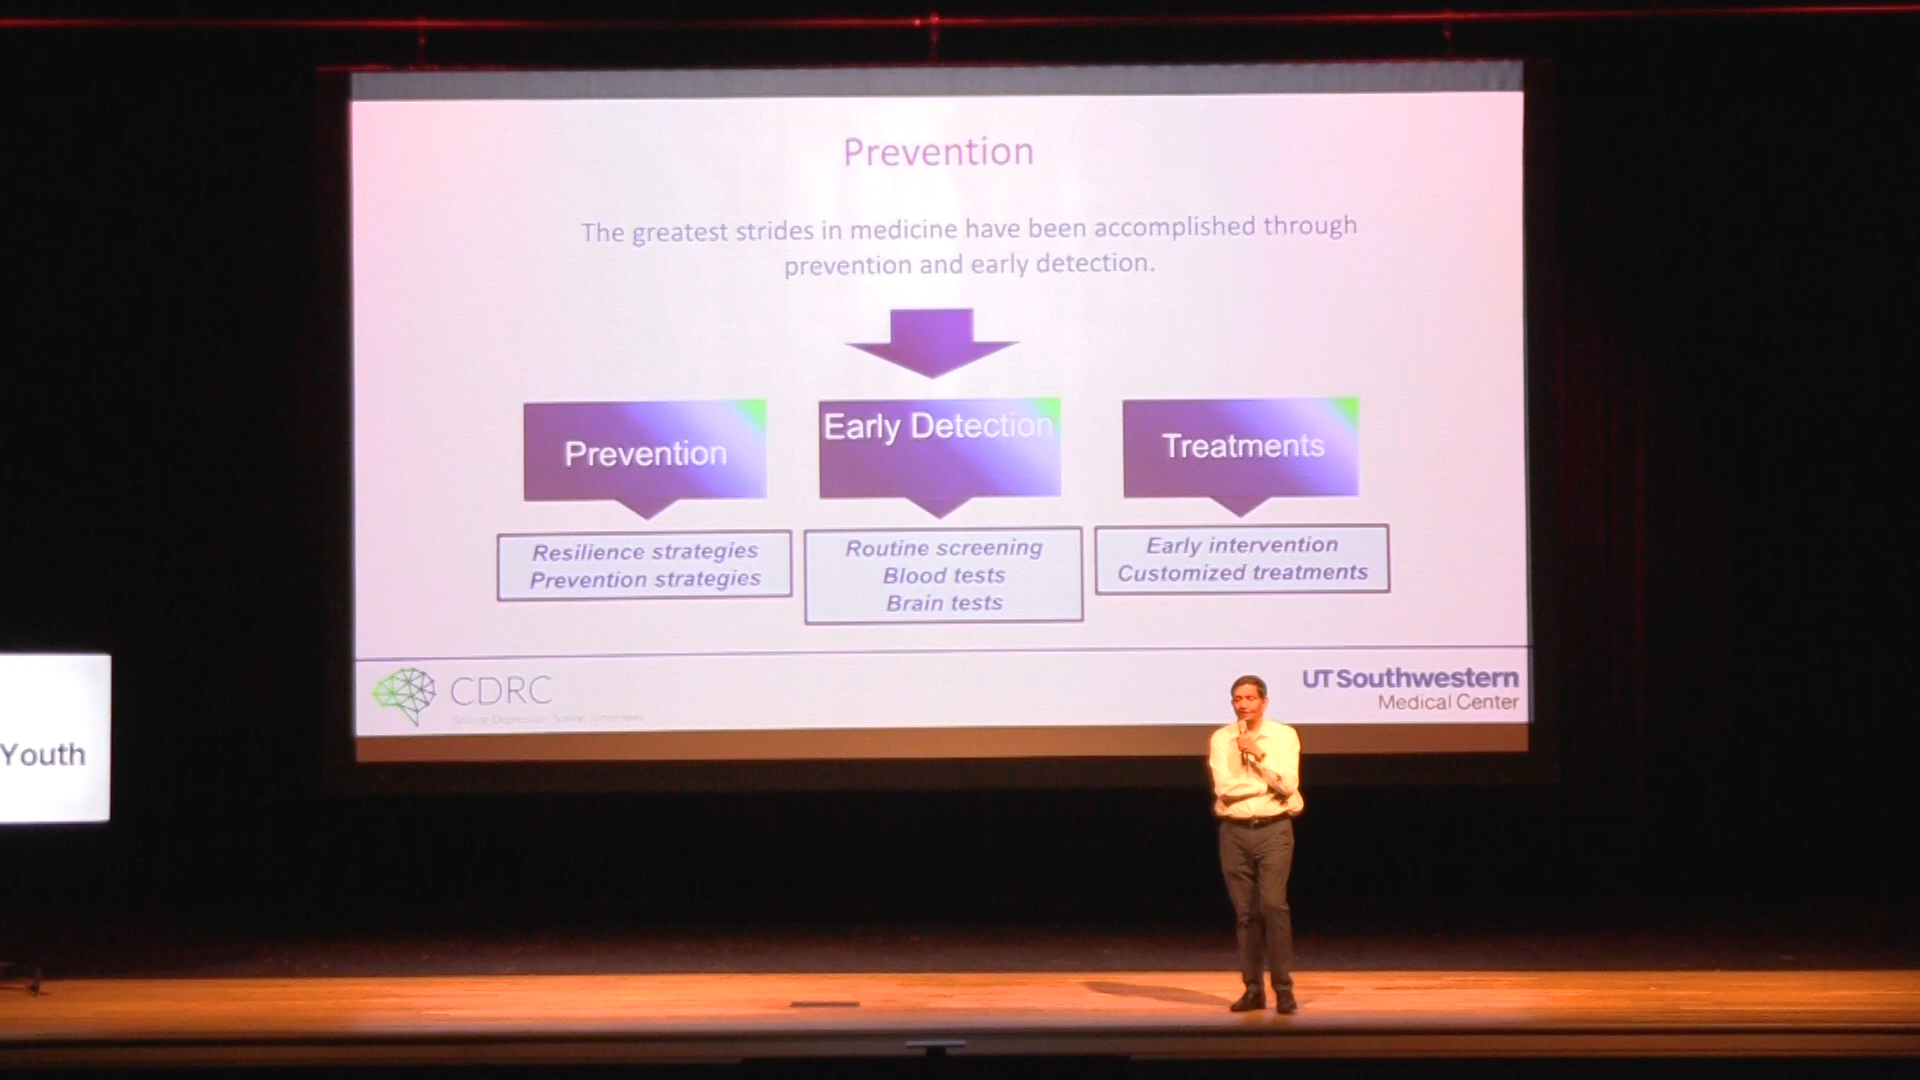 Prevention
The greatest strides in medicine have been accomplished through
prevention and early detection.
Prevention
Early Detection
Treatments
Resilience strategies
Prevention strategies
Routine screening
Blood tests
Brain tests
Early intervention
Customized treatments
CDRC
UT Southwestern
Medical Center
Youth